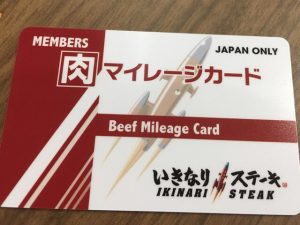 MEMBERS
JAPAN ONLY
肉マイレージカード
Beef Mileage Card
いきなりステーキ
IKINARI STEAK